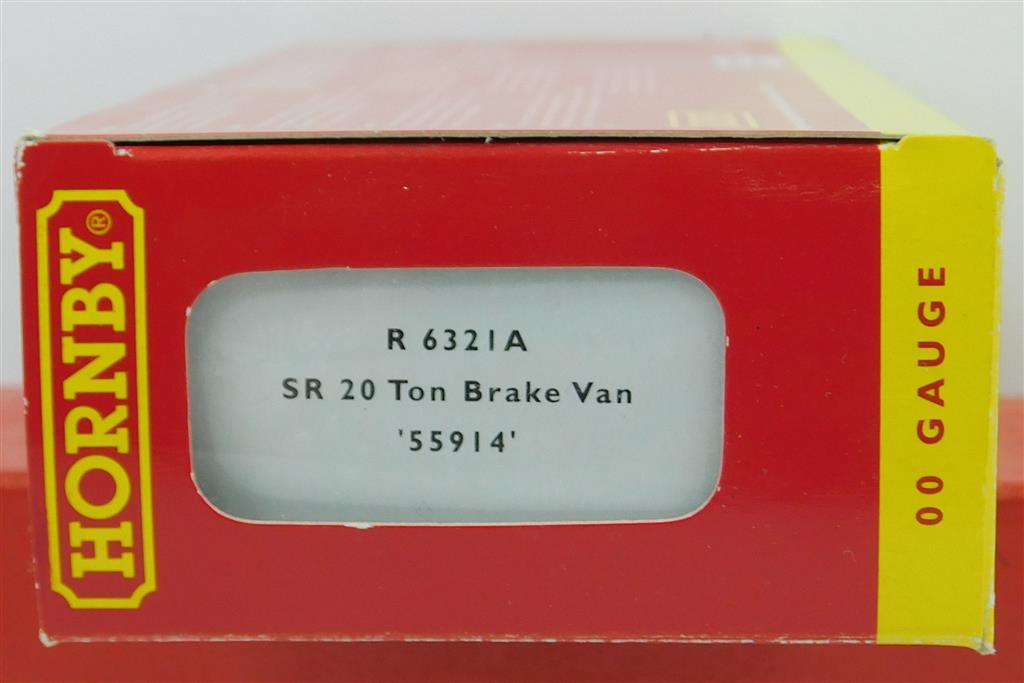 HORNBY®
R 6321A
SR 20 Ton Brake Van
'55914'
00 GAUGE